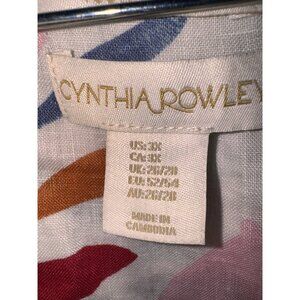 CYNTHIA ROWLEY
US: 3X
CA: 3X
UK: 26/28
EU: 52/54
AU: 26/28
MADE IN
CAMBODIA